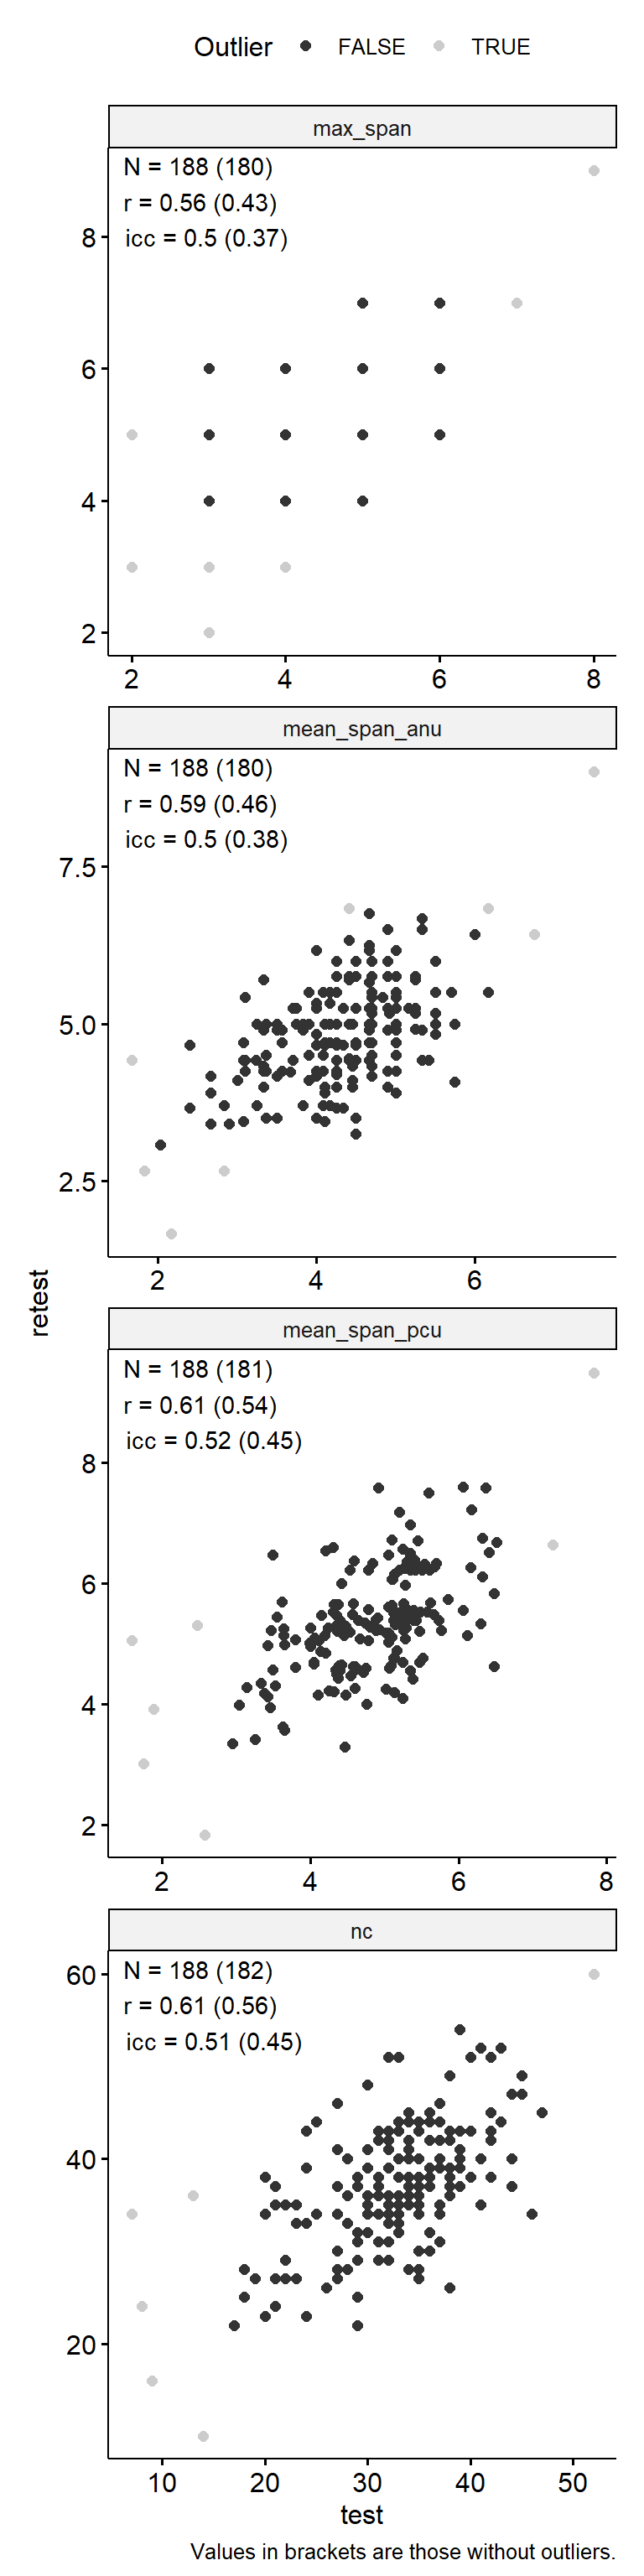 Outlier FALSE TRUE
max_span
N = 188 (180)
r = 0.56 (0.43)
icc = 0.5 (0.37)
8
6
4
2
2 4 6 8
mean_span_anu
N = 188 (180)
r = 0.59 (0.46)
icc = 0.5 (0.38)
7.5
5.0
2.5
2 4 6
retest
mean_span_pcu
N = 188 (181)
r = 0.61 (0.54)
icc = 0.52 (0.45)
8
6
4
2
2 4 6 8
nc
N = 188 (182)
r = 0.61 (0.56)
icc = 0.51 (0.45)
60
40
20
10 20 30 40 50
test
Values in brackets are those without outliers.